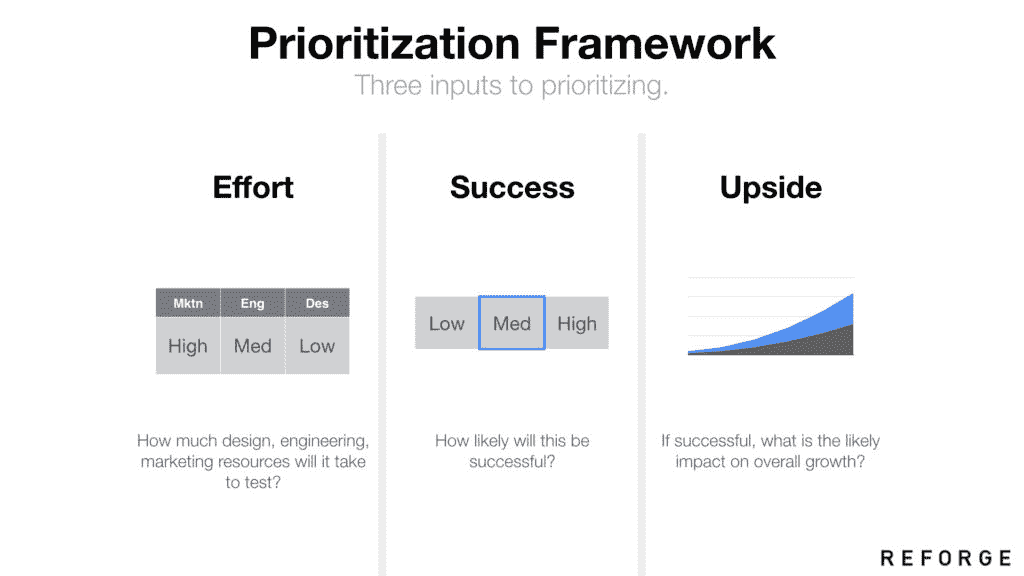 Prioritization Framework
Three inputs to prioritizing.
Effort
Mktn Eng Des
High Med Low
How much design, engineering,
marketing resources will it take
to test?
Success
Low Med High
How likely will this be
successful?
Upside
If successful, what is the likely
impact on overall growth?
REFORGE